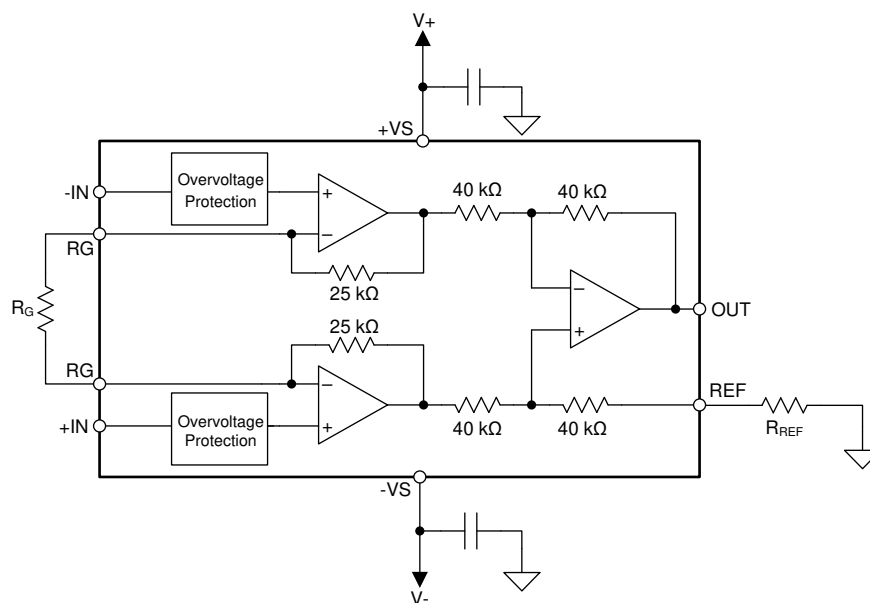 V+
+VS
Overvoltage
Protection
-IN
+
40 kΩ
40 kΩ
RG
−
25 kΩ
RG
−
OUT
+
25 kΩ
RG
−
REF
Overvoltage
Protection
+IN
+
40 kΩ
40 kΩ
RREF
-VS
V-